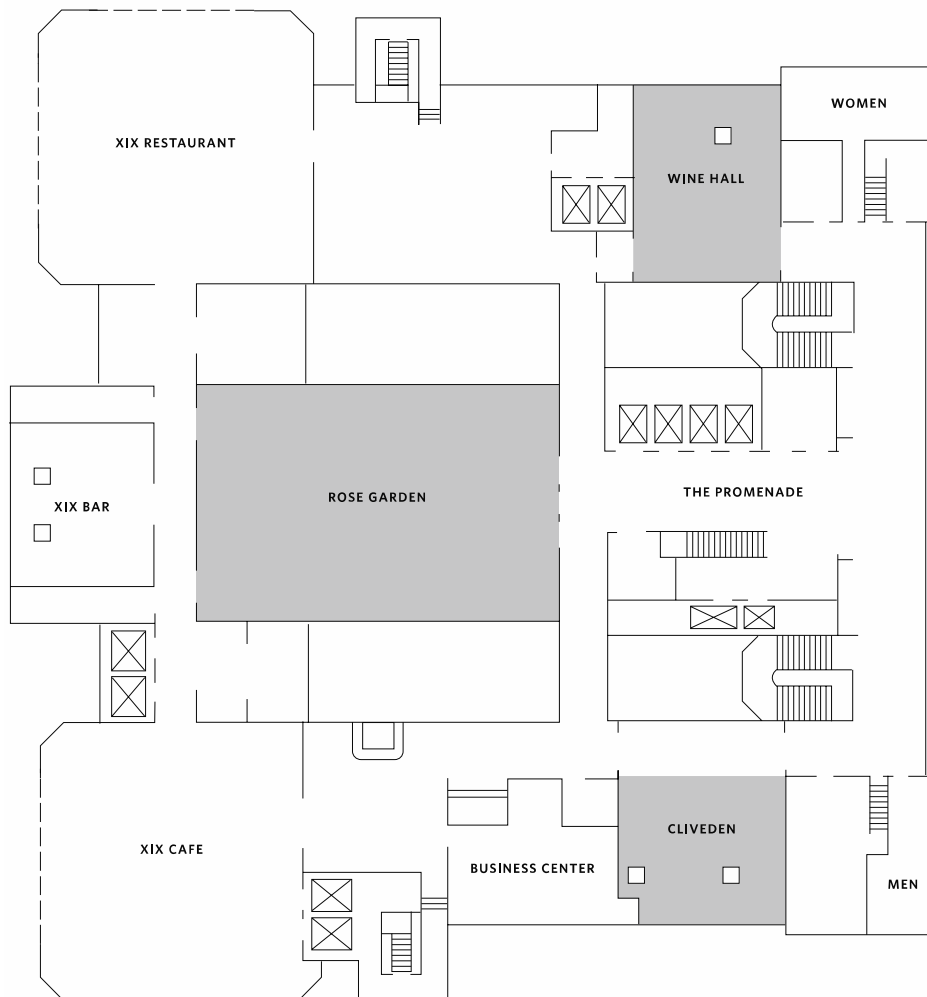 WOMEN
XIX RESTAURANT
WINE HALL
ROSE GARDEN
THE PROMENADE
XIX BAR
CLIVEDEN
XIX CAFE
BUSINESS CENTER
MEN